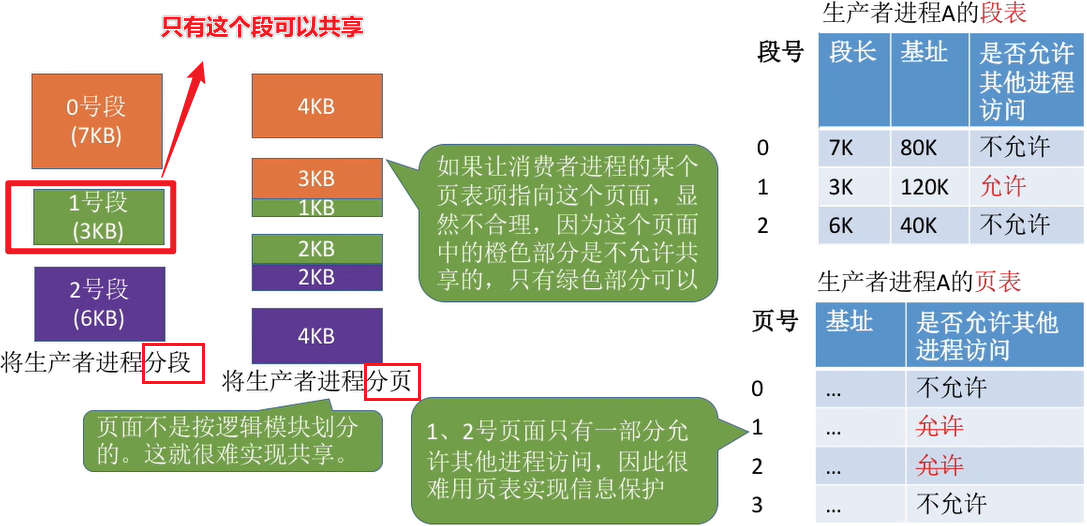 只有这个段可以共享
0号段
(7KB)
1号段
(3KB)
2号段
(6KB)
将生产者进程分段
4KB
3KB
1KB
2KB
2KB
4KB
将生产者进程分页
如果让消费者进程的某个
页表项指向这个页面，显
然不合理，因为这个页面
中的橙色部分是不允许共
享的，只有绿色部分可以
页面不是按逻辑模块划分
的。这就很难实现共享。
1、2号页面只有一部分允
许其他进程访问，因此很
难用页表实现信息保护
生产者进程A的段表
段号 段长 基址 是否允许
其他进程
访问
0 7K 80K 不允许
1 3K 120K 允许
2 6K 40K 不允许
生产者进程A的页表
页号 基址 是否允许其他
进程访问
0 ... 不允许
1 ... 允许
2 ... 允许
3 ... 不允许